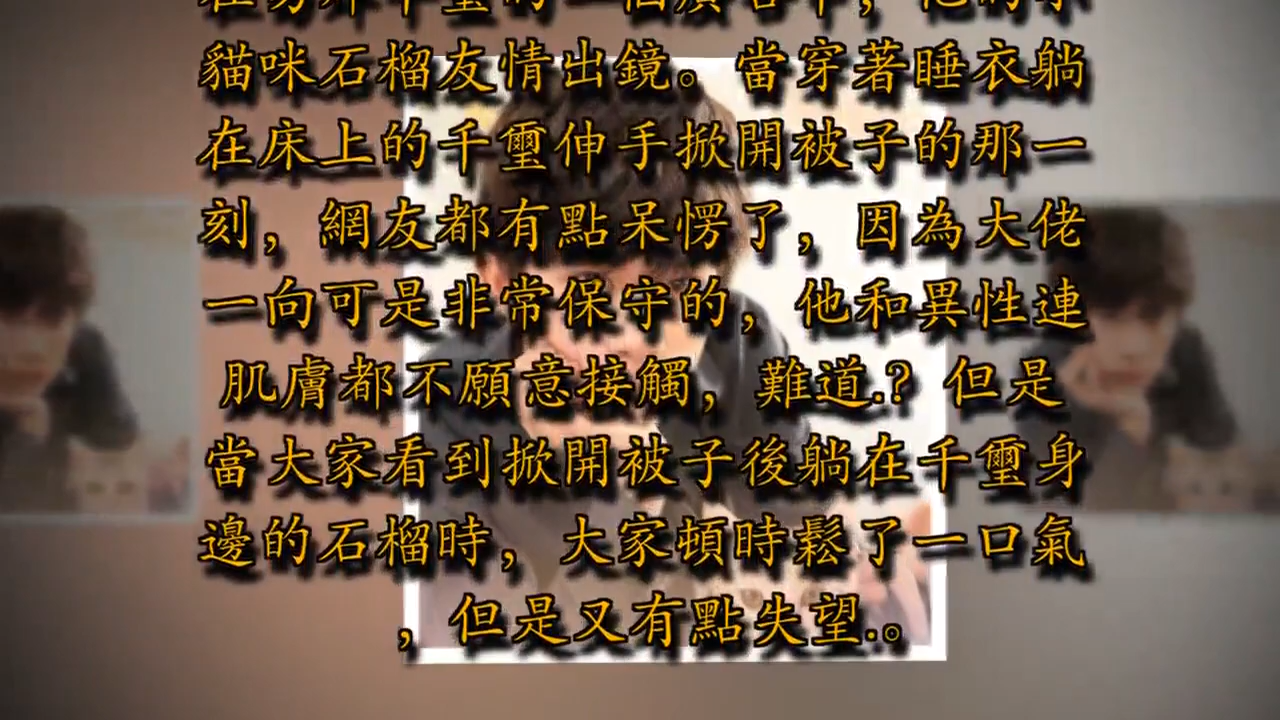 貓咪石榴友情出鏡。當穿著睡衣躺
在床上的千璽伸手掀開被子的那一
刻，網友都有點呆愣了，因為大佬
一向可是非常保守的，他和異性連
肌膚都不願意接觸，難道.？但是
當大家看到掀開被子後躺在千璽身
邊的石榴時，大家頓時鬆了一口氣
，但是又有點失望.。